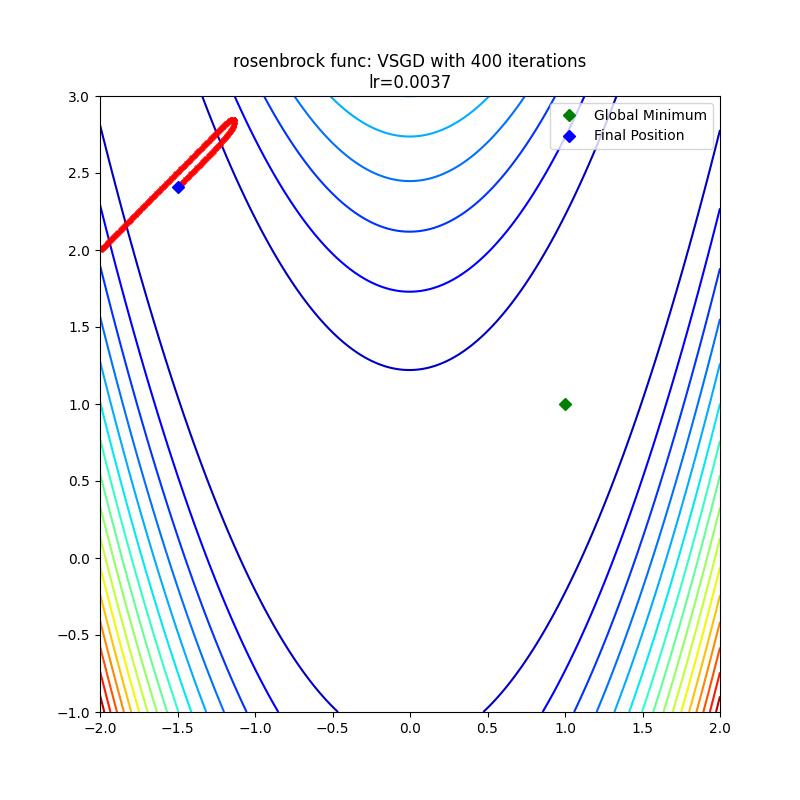 rosenbrock func: VSGD with 400 iterations
lr=0.0037
Global Minimum
Final Position
3.0
2.5
2.0
1.5
1.0
0.5
0.0
−0.5
−1.0
−2.0 −1.5 −1.0 −0.5 0.0 0.5 1.0 1.5 2.0